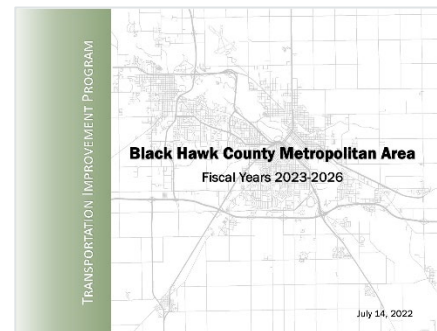 TRANSPORTATION IMPROVEMENT PROGRAM
Black Hawk County Metropolitan Area
Fiscal Years 2023-2026
July 14, 2022